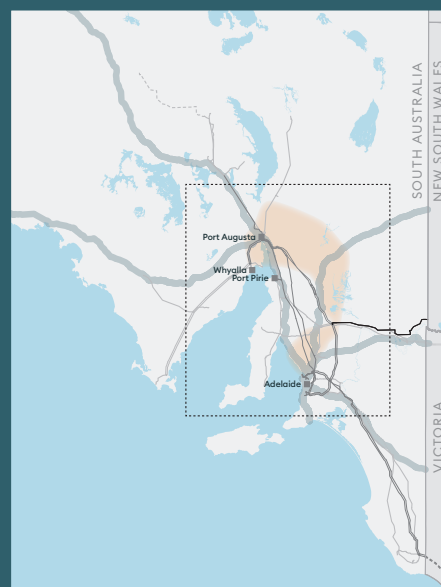 SOUTH AUSTRALIA
NEW SOUTH WALES
Port Augusta
Whyalla
Port Pirie
Adelaide
VICTORIA